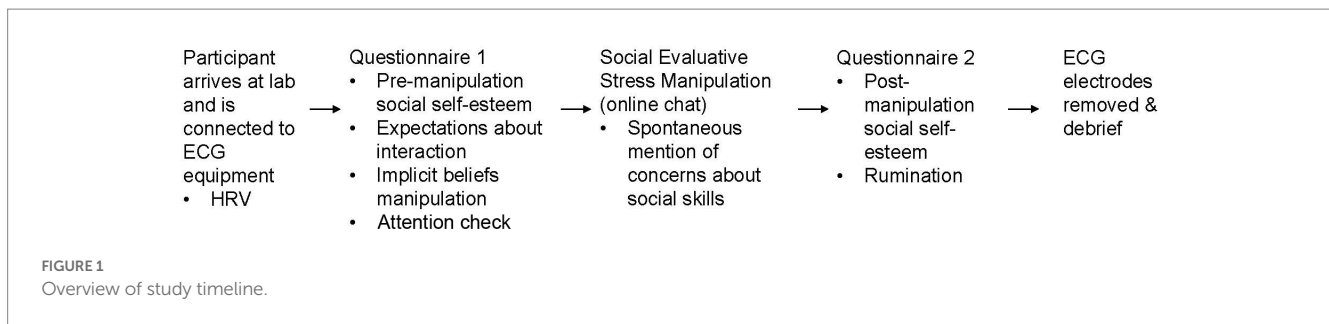 Participant
arrives at lab
and is
connected to
ECG
equipment
• HRV
Questionnaire 1
• Pre-manipulation
social self-esteem
• Expectations about
interaction
• Implicit beliefs
manipulation
• Attention check
Social Evaluative
Stress Manipulation
(online chat)
• Spontaneous
mention of
concerns about
social skills
Questionnaire 2
• Post-
manipulation
social self-
esteem
• Rumination
ECG
electrodes
removed &
debrief
FIGURE 1
Overview of study timeline.